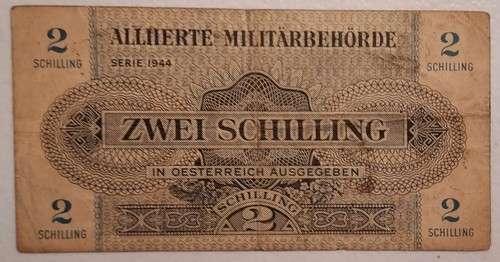 2 ALLIIERTE MILITÄRBEHÖRDE 2
SCHILLING SERIE 1944 SCHILLING
ZWEI SCHILLING
IN OESTERREICH AUSGEGEBEN
SCHILLING
2 2 2
SCHILLING SCHILLING